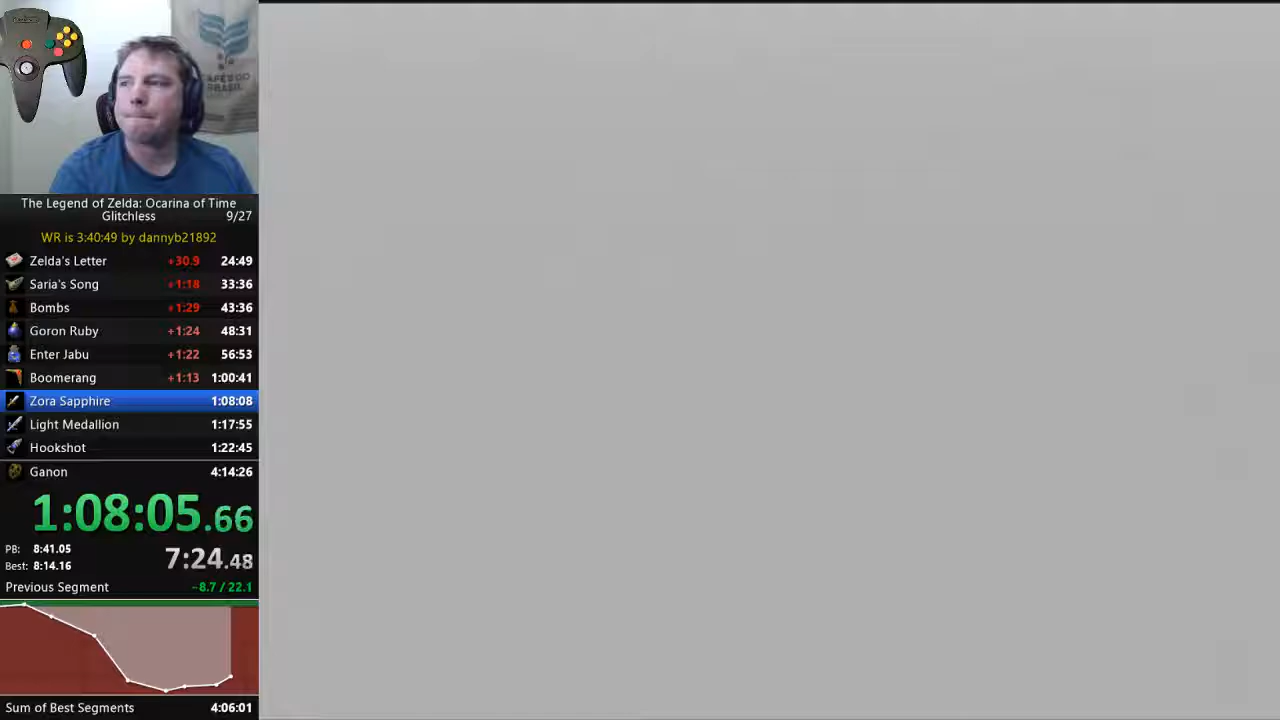 CAFÉS DO
BRASIL
The Legend of Zelda: Ocarina of Time
Glitchless 9/27
WR is 3:40:49 by dannyb21892
Zelda's Letter +30.9 24:49
Saria's Song +1:18 33:36
Bombs +1:29 43:36
Goron Ruby +1:24 48:31
Enter Jabu +1:22 56:53
Boomerang +1:13 1:00:41
Zora Sapphire 1:08:08
Light Medallion 1:17:55
Hookshot 1:22:45
Ganon 4:14:26
1:08:05.66
PB: 8:41.05
Best: 8:14.16
7:24.48
Previous Segment -8.7 / 22.1
Sum of Best Segments 4:06:01